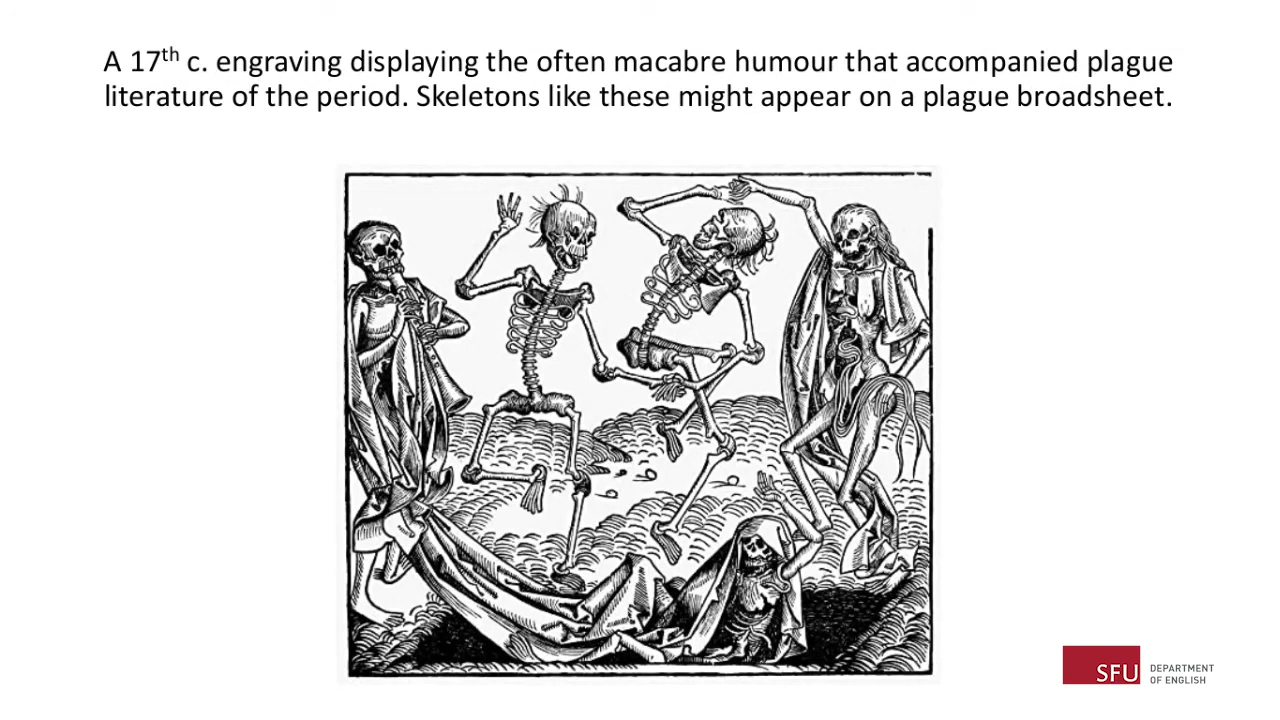 A 17th c. engraving displaying the often macabre humour that accompanied plague
literature of the period. Skeletons like these might appear on a plague broadsheet.
SFU
DEPARTMENT
OF ENGLISH